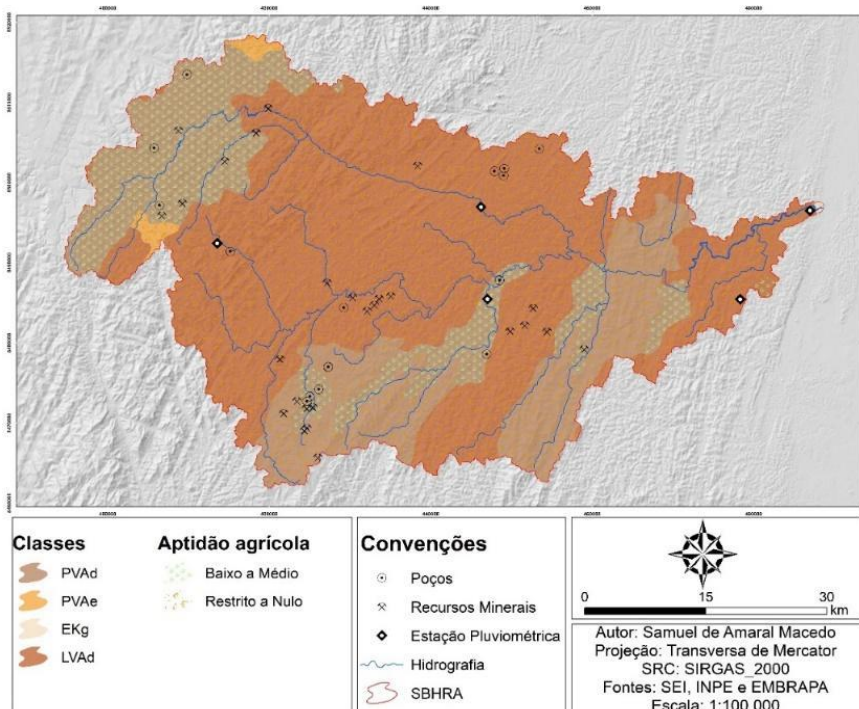 Classes
PVAd
PVAe
EKg
LVAd
Aptidão agrícola
Baixo a Médio
Restrito a Nulo
Convenções
Poços
Recursos Minerais
Estação Pluviométrica
Hidrografia
SBHRA
0 15 30
km
Autor: Samuel de Amaral Macedo
Projeção: Transversa de Mercator
SRC: SIRGAS_2000
Fontes: SEI, INPE e EMBRAPA
Escala: 1:100.000